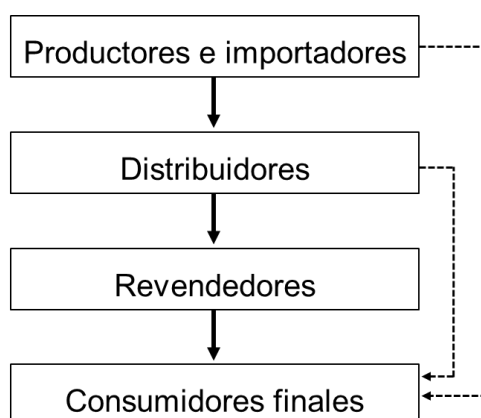 Productores e importadores
Distribuidores
Revendedores
Consumidores finales